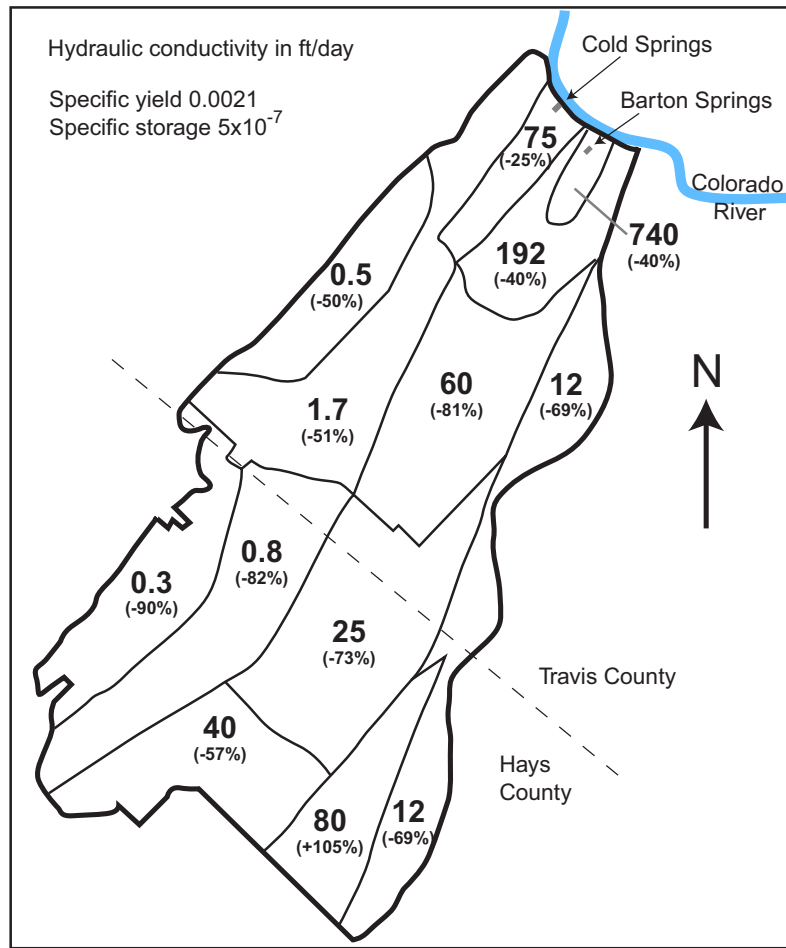 Hydraulic conductivity in ft/day
Specific yield 0.0021
Specific storage 5x10⁻⁷
Cold Springs
Barton Springs
Colorado
River
75
(-25%)
740
(-40%)
192
(-40%)
0.5
(-50%)
1.7
(-51%)
60
(-81%)
12
(-69%)
N
0.3
(-90%)
0.8
(-82%)
25
(-73%)
Travis County
40
(-57%)
Hays
County
80
(+105%)
12
(-69%)